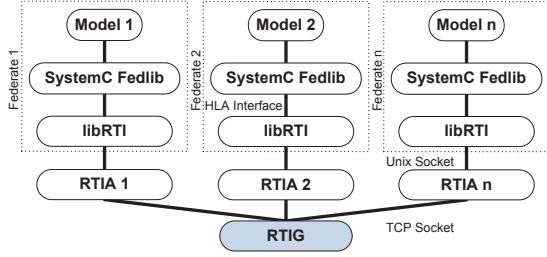 Federate 1
Model 1
SystemC Fedlib
libRTI
RTIA 1
Federate 2
Model 2
SystemC Fedlib
HLA Interface
libRTI
RTIA 2
Federate n
Model n
SystemC Fedlib
libRTI
Unix Socket
RTIA n
TCP Socket
RTIG